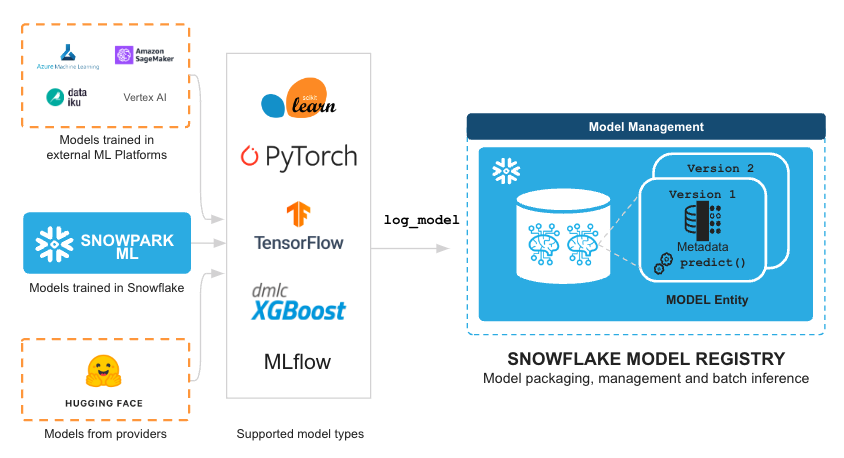 Azure Machine Learning
Amazon
SageMaker
data
iku
Vertex AI
Models trained in
external ML Platforms
SNOWPARK
ML
Models trained in Snowflake
HUGGING FACE
Models from providers
scikit
learn
PyTorch
TensorFlow
dmlc
XGBoost
MLflow
Supported model types
log_model
Model Management
Version 2
Version 1
Metadata
predict()
MODEL Entity
SNOWFLAKE MODEL REGISTRY
Model packaging, management and batch inference